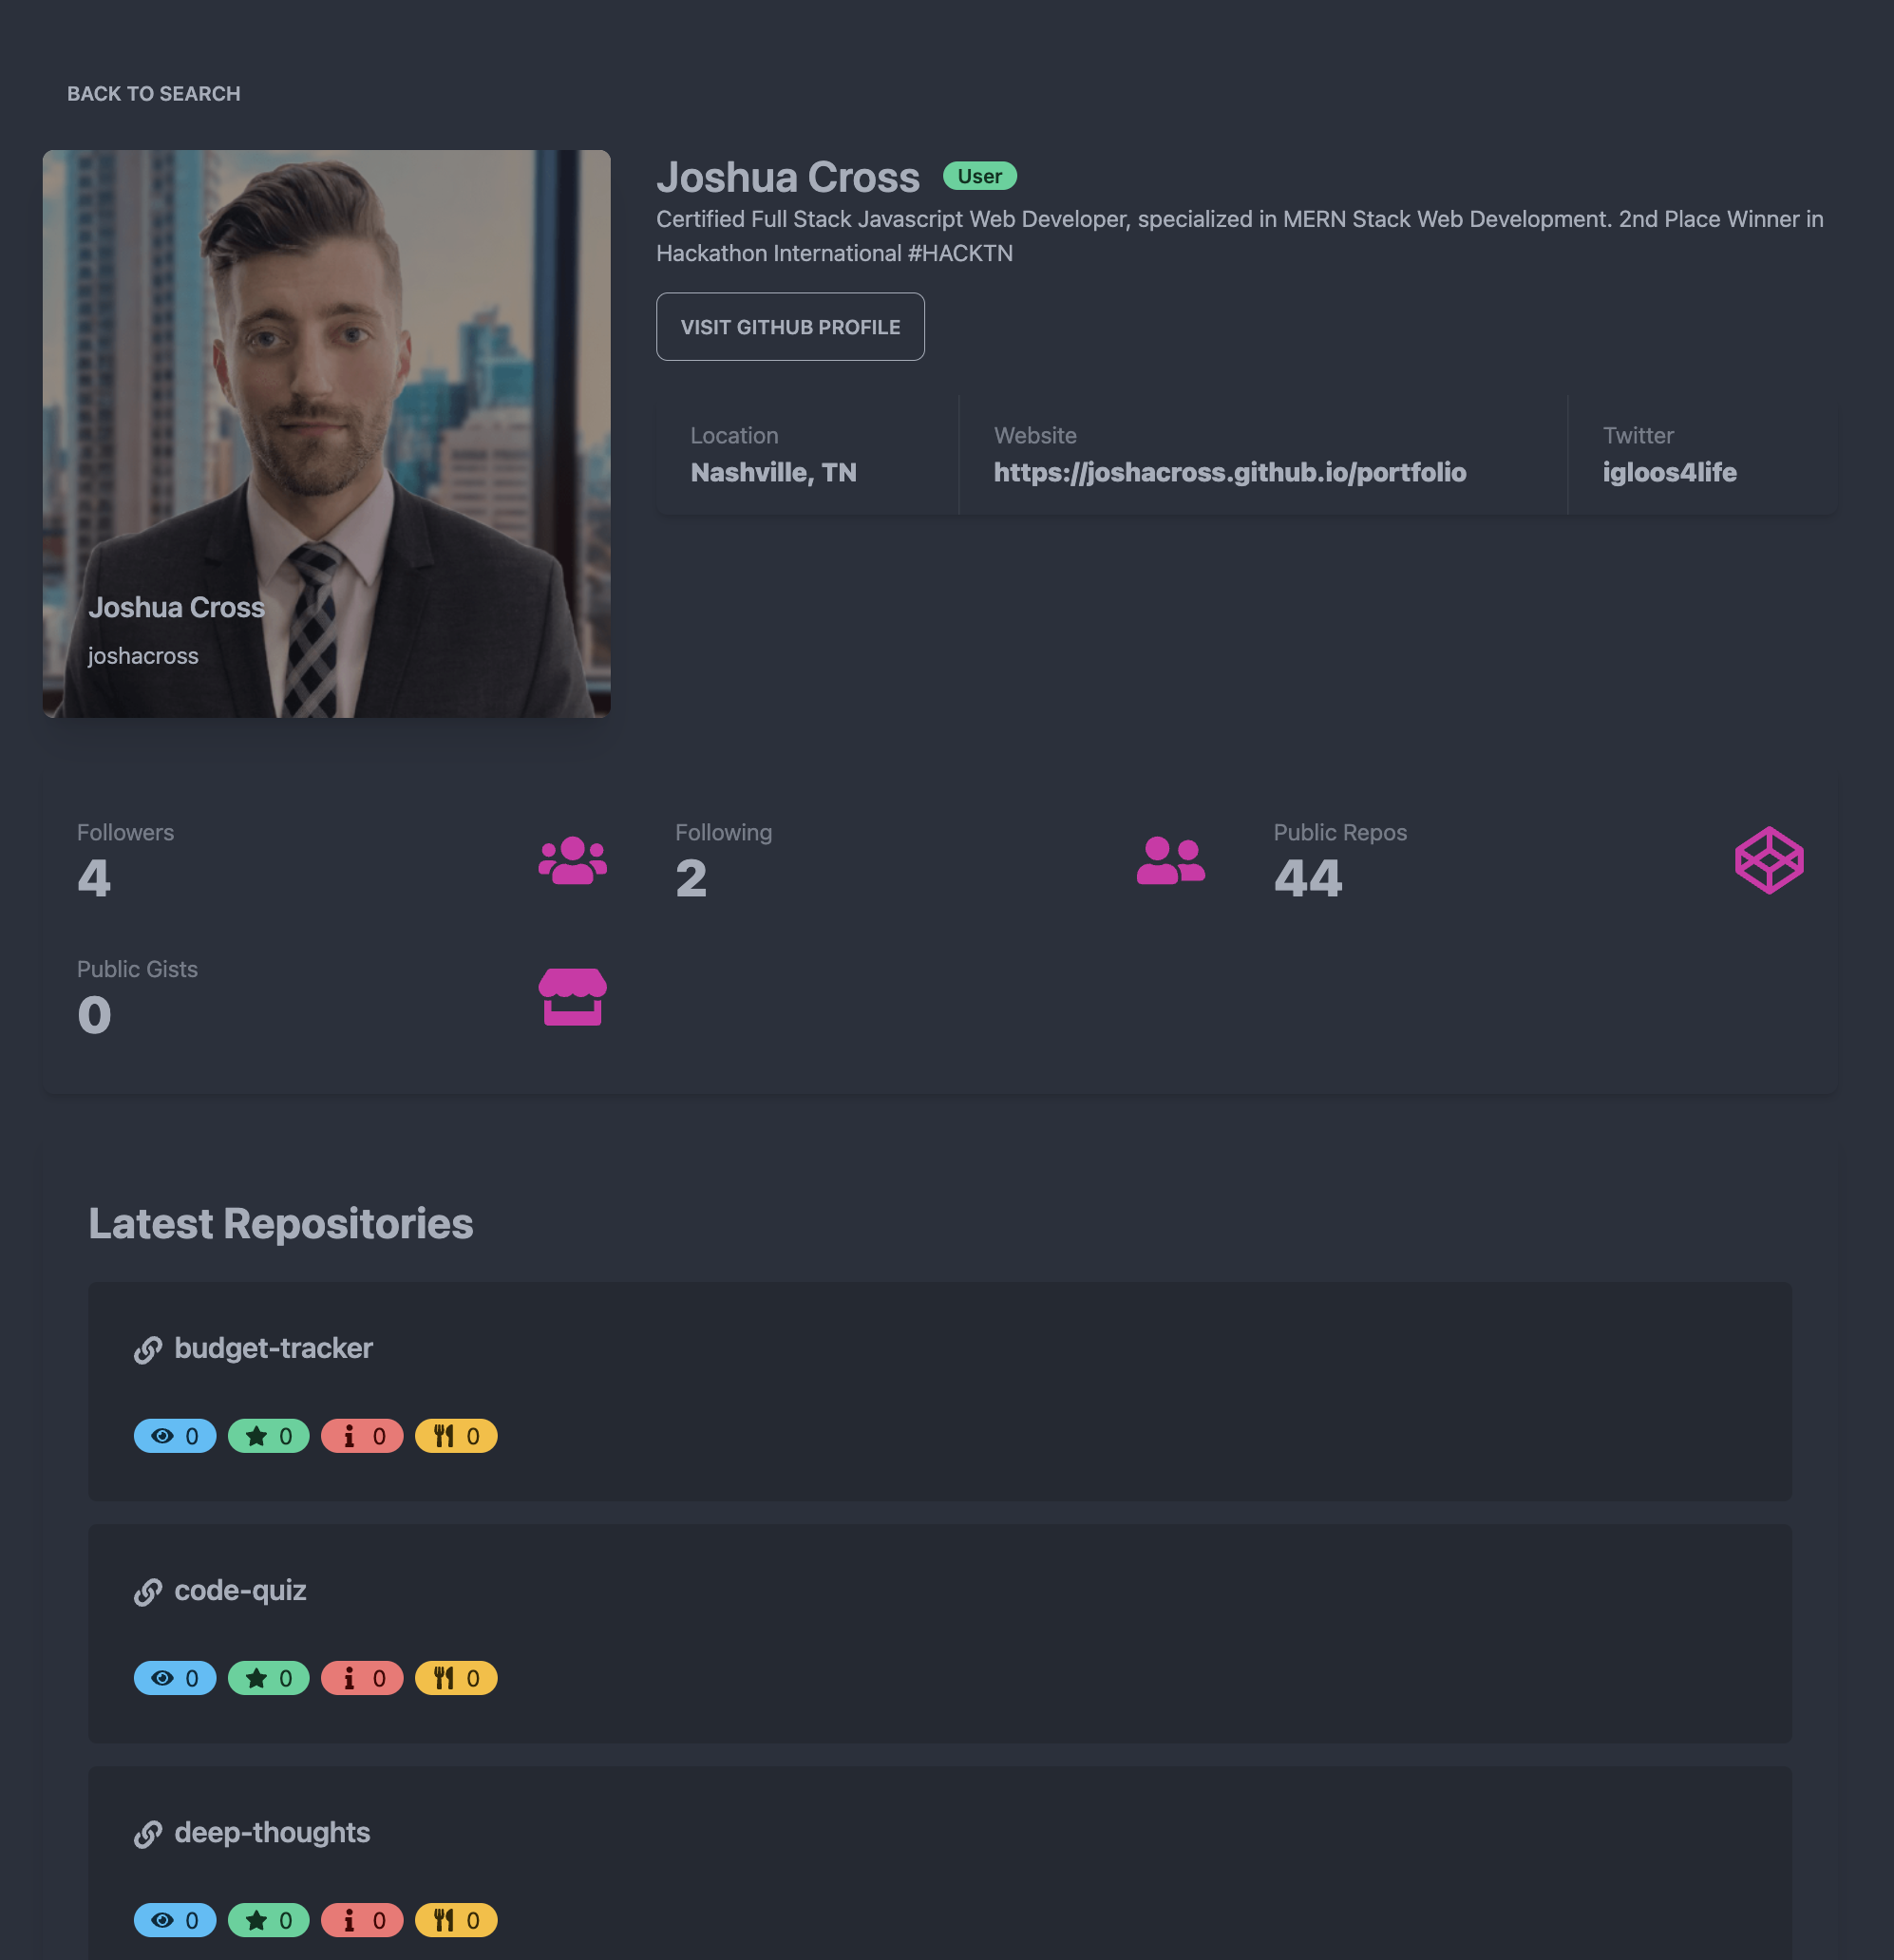 BACK TO SEARCH
Joshua Cross User
Certified Full Stack Javascript Web Developer, specialized in MERN Stack Web Development. 2nd Place Winner in
Hackathon International #HACKTN
VISIT GITHUB PROFILE
Location
Nashville, TN
Website
https://joshacross.github.io/portfolio
Twitter
igloos4life
Joshua Cross
joshacross
Followers
4
Following
2
Public Repos
44
Public Gists
0
Latest Repositories
budget-tracker
0 0 0 0
code-quiz
0 0 0 0
deep-thoughts
0 0 0 0